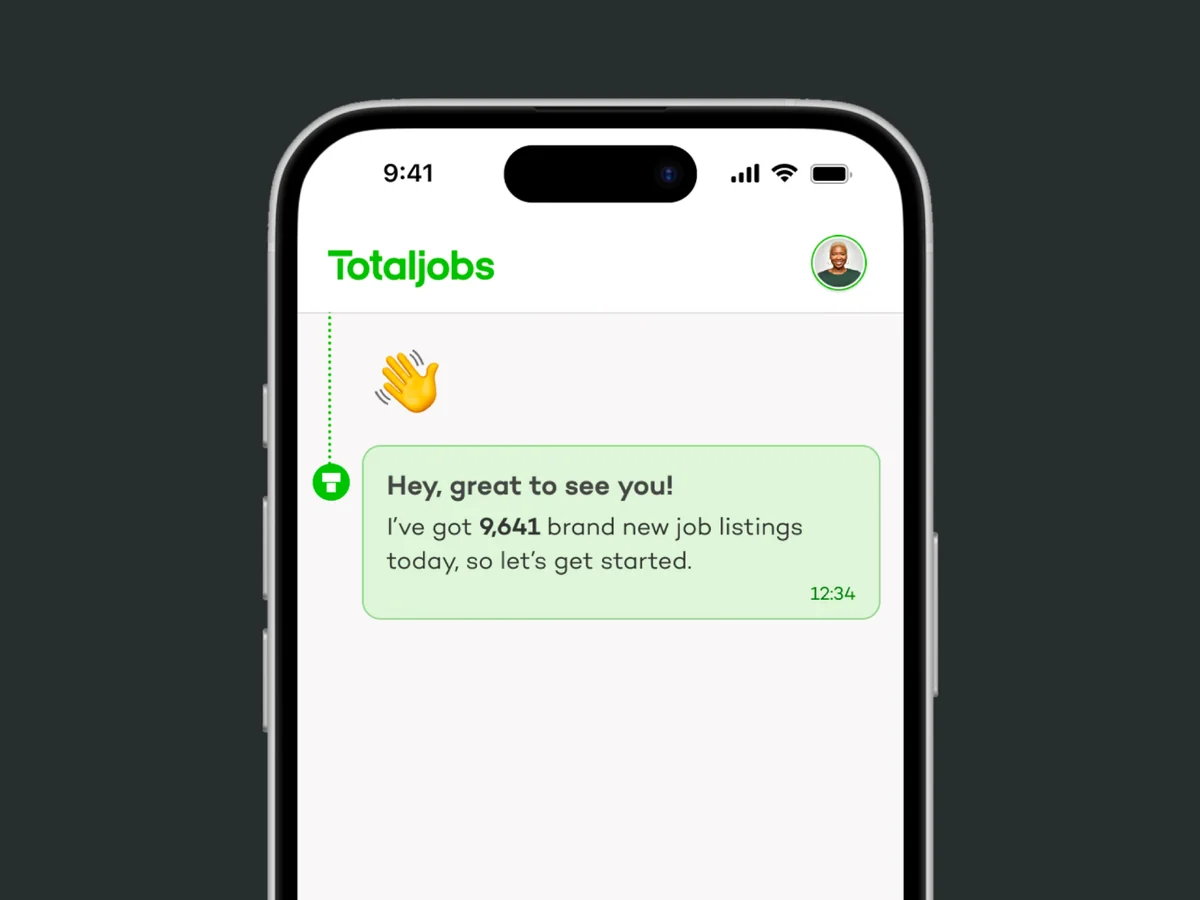 9:41
Totaljobs
Hey, great to see you!
I’ve got 9,641 brand new job listings
today, so let’s get started.
12:34